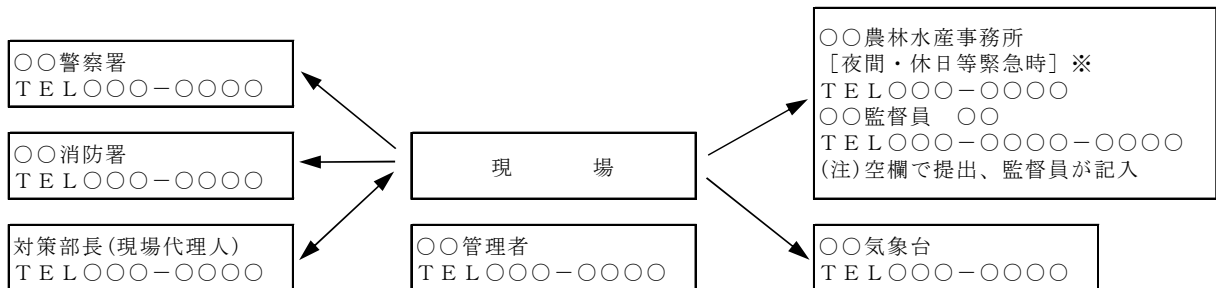 ○○警察署
ＴＥＬ○○○－○○○○
○○消防署
ＴＥＬ○○○－○○○○
対策部長(現場代理人)
ＴＥＬ○○○－○○○○
現　　　場
○○管理者
ＴＥＬ○○○－○○○○
○○農林水産事務所
［夜間・休日等緊急時］※
ＴＥＬ○○○－○○○○
○○監督員　○○
ＴＥＬ○○○－○○○○－○○○○
(注)空欄で提出、監督員が記入
○○気象台
ＴＥＬ○○○－○○○○